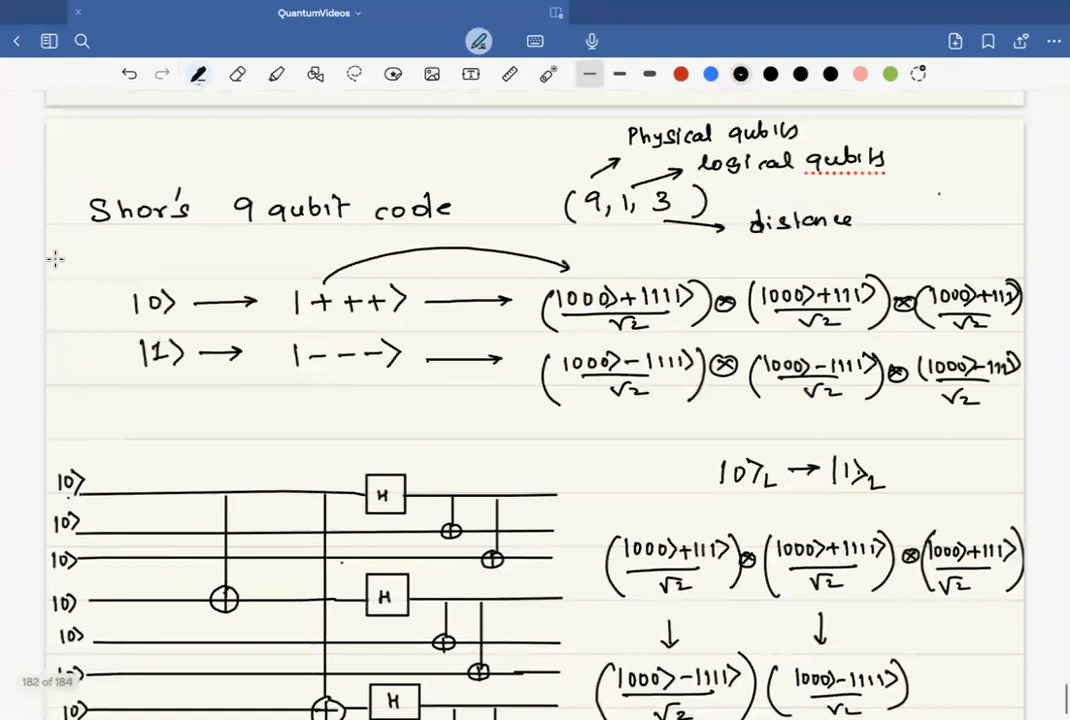 QuantumVideos
Physical qubits
logical qubits
Shor's 9 qubit code (9, 1, 3)
distance
|0⟩ → |+++⟩ → (|000⟩+|111⟩/√2) ⊗ (|000⟩+|111⟩/√2) ⊗ (|000⟩+|111⟩/√2)
|1⟩ → |---⟩ → (|000⟩-|111⟩/√2) ⊗ (|000⟩-|111⟩/√2) ⊗ (|000⟩-|111⟩/√2)
|0⟩L → |1⟩L
|0⟩ H
|0⟩
|0⟩ (|000⟩+|111⟩/√2) ⊗ (|000⟩+|111⟩/√2) ⊗ (|000⟩+|111⟩/√2)
|0⟩ H
|0⟩ ↓ ↓
|0⟩ (|000⟩-|111⟩/√2) (|000⟩-|111⟩/√2)
182 of 184
|0⟩ H